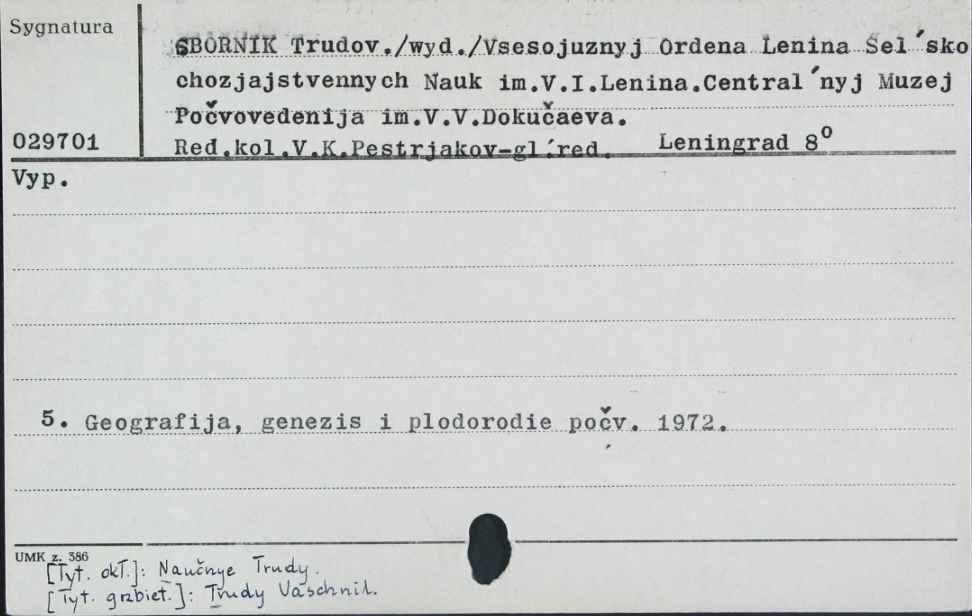 Sygnatura
SBORNIK Trudov./wyd./Vsesojuznyj Ordena Lenina Sel´sko
chozjajstvennych Nauk im.V.I.Lenina.Central´nyj Muzej
Počvovedenija im.V.V.Dokučaeva.
029701
Red.kol.V.K.Pestrjakov-gl.red. Leningrad 8°
Vyp.
5. Geografija, genezis i plodorodie počv. 1972.
UMK z. 386
[Tyt. okł.]: Naučnye Trudy.
[Tyt. grzbiet.]: Trudy Vaschnil.